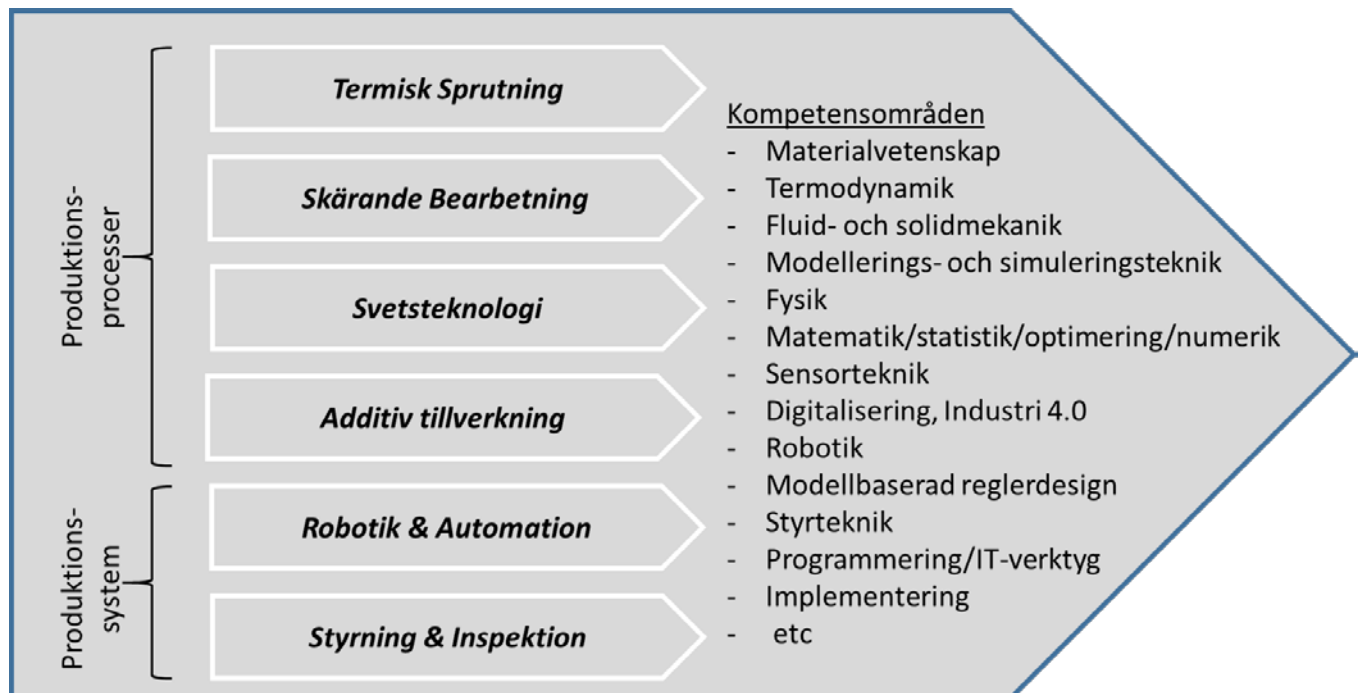 Produktions-
processer
Termisk Sprutning
Skärande Bearbetning
Svetsteknologi
Additiv tillverkning
Produktions-
system
Robotik & Automation
Styrning & Inspektion
Kompetensområden
- Materialvetenskap
- Termodynamik
- Fluid- och solidmekanik
- Modellerings- och simuleringsteknik
- Fysik
- Matematik/statistik/optimering/numerik
- Sensorteknik
- Digitalisering, Industri 4.0
- Robotik
- Modellbaserad reglerdesign
- Styrteknik
- Programmering/IT-verktyg
- Implementering
- etc